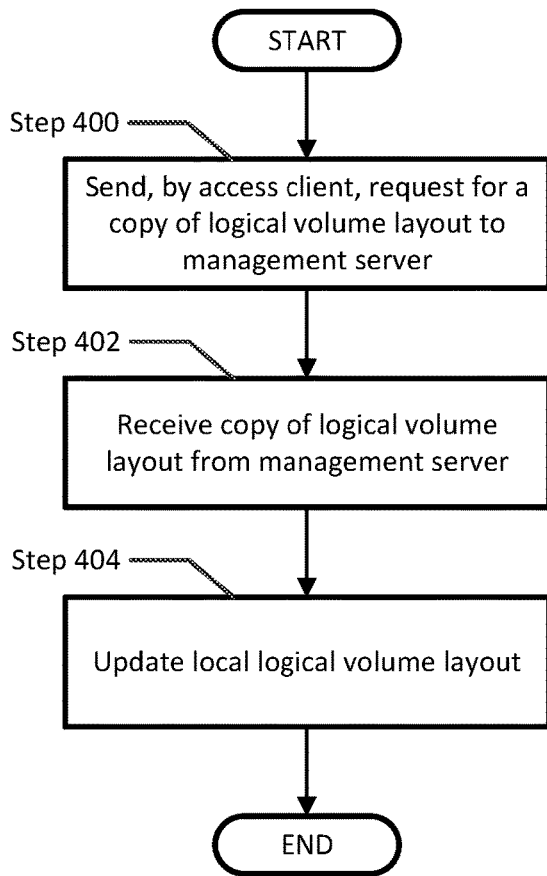 START
Step 400
Send, by access client, request for a
copy of logical volume layout to
management server
Step 402
Receive copy of logical volume
layout from management server
Step 404
Update local logical volume layout
END